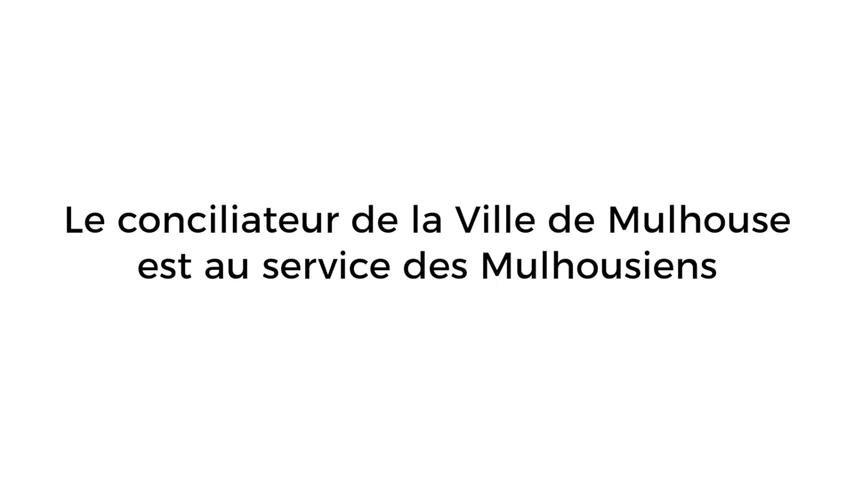 Le conciliateur de la Ville de Mulhouse
est au service des Mulhousiens